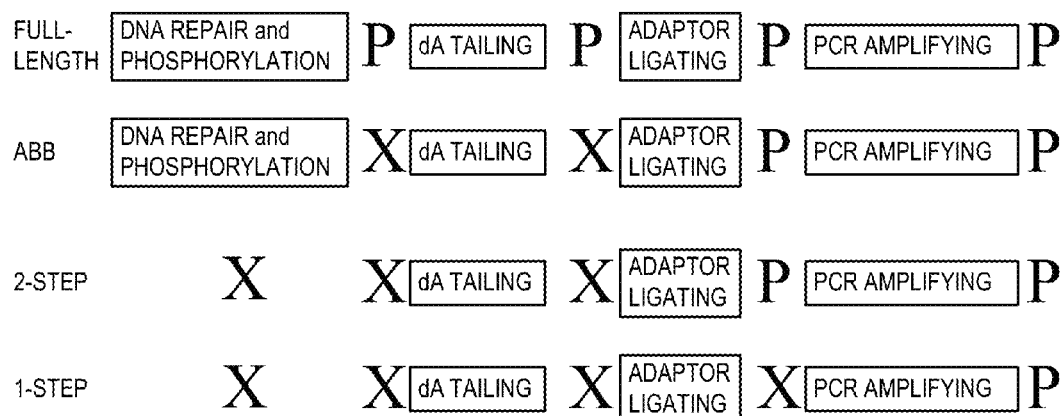 FULL-
LENGTH
DNA REPAIR and
PHOSPHORYLATION
P
dA TAILING
P
ADAPTOR
LIGATING
P
PCR AMPLIFYING
P
ABB
DNA REPAIR and
PHOSPHORYLATION
X
dA TAILING
X
ADAPTOR
LIGATING
P
PCR AMPLIFYING
P
2-STEP
X
X
dA TAILING
X
ADAPTOR
LIGATING
P
PCR AMPLIFYING
P
1-STEP
X
X
dA TAILING
X
ADAPTOR
LIGATING
X
PCR AMPLIFYING
P